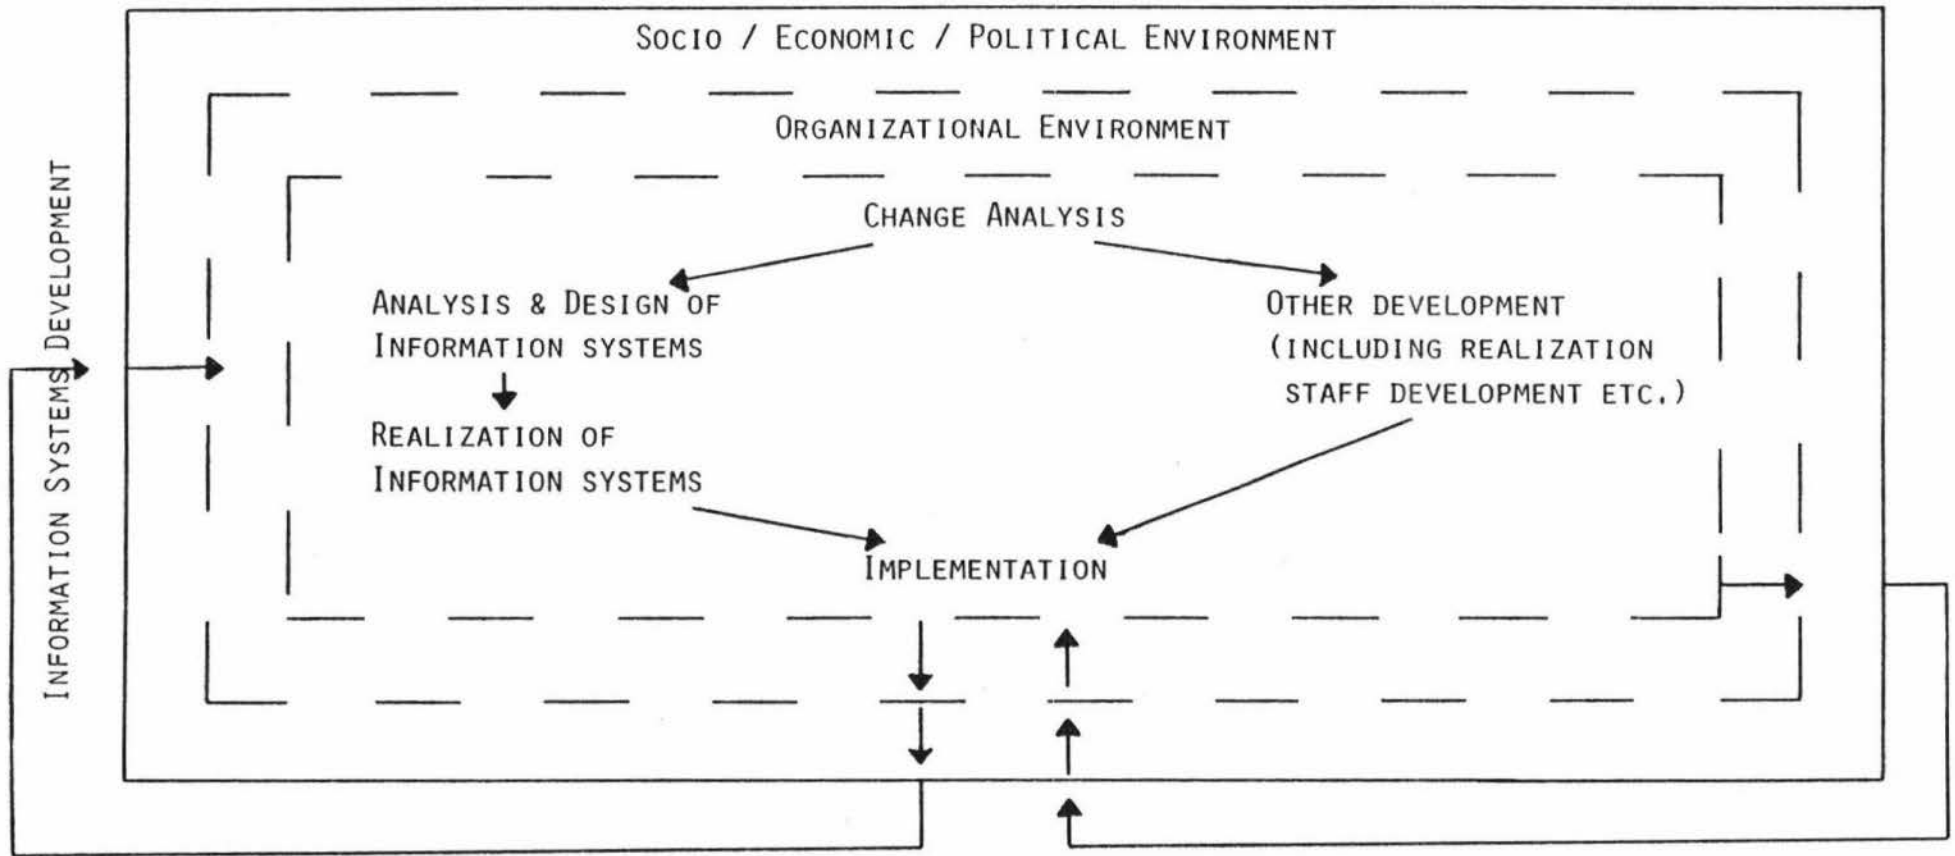 SOCIO / ECONOMIC / POLITICAL ENVIRONMENT
ORGANIZATIONAL ENVIRONMENT
INFORMATION SYSTEMS DEVELOPMENT
CHANGE ANALYSIS
ANALYSIS & DESIGN OF
INFORMATION SYSTEMS
OTHER DEVELOPMENT
(INCLUDING REALIZATION
STAFF DEVELOPMENT ETC.)
REALIZATION OF
INFORMATION SYSTEMS
IMPLEMENTATION